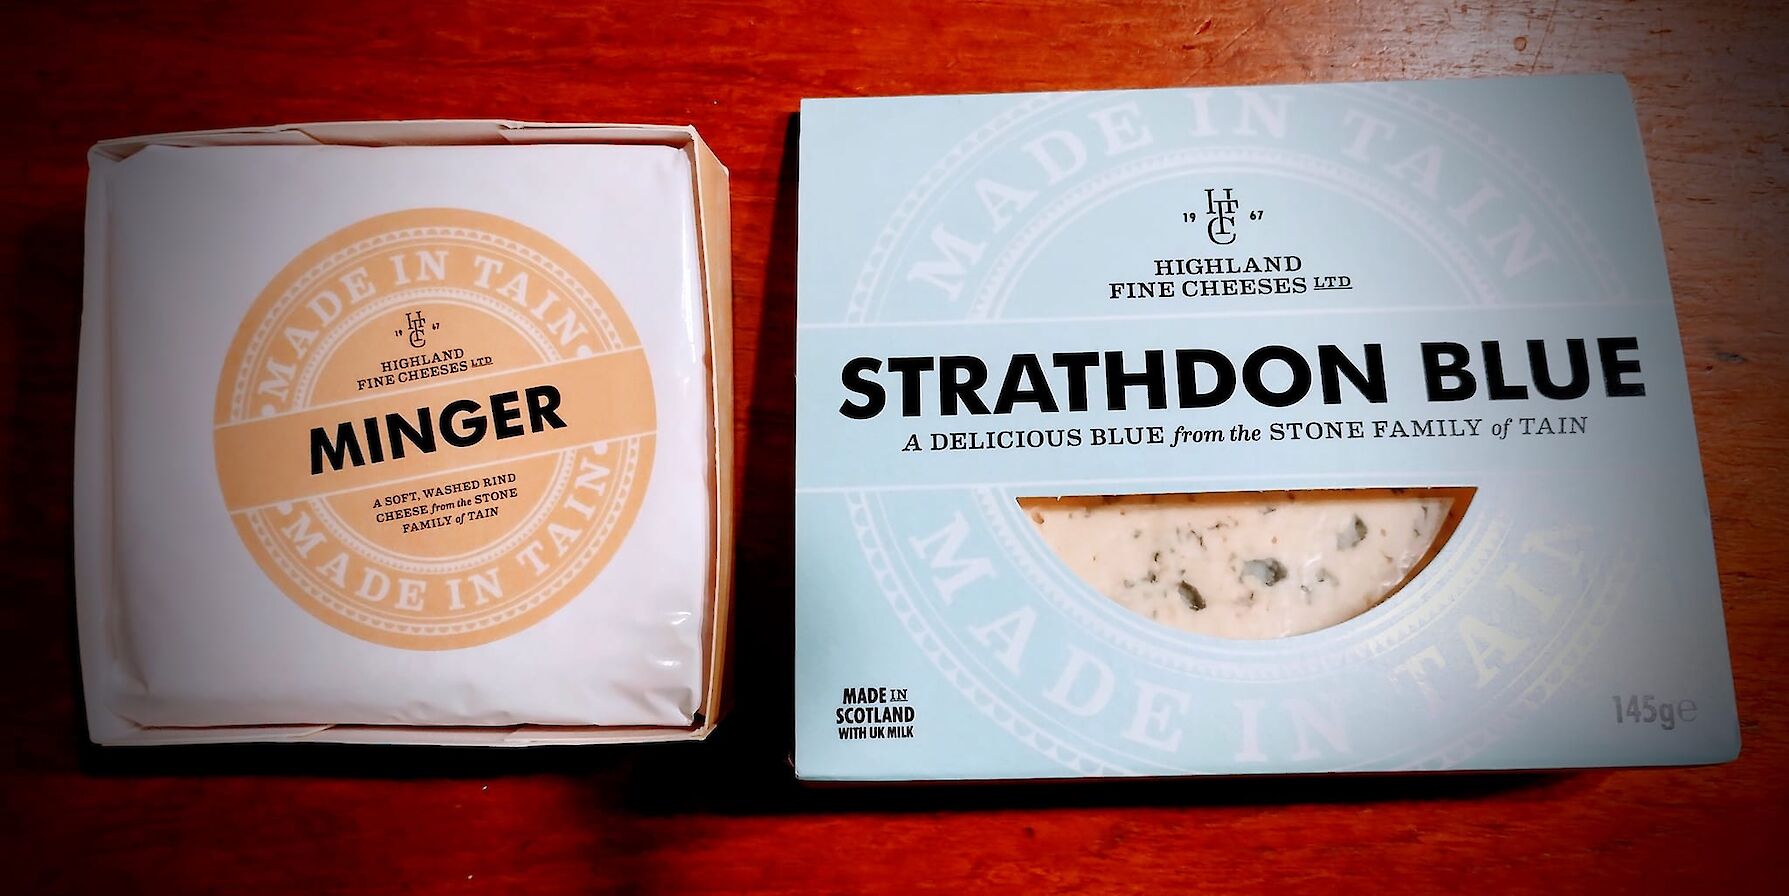 MADE IN TAIN
19 HFC 67
HIGHLAND
FINE CHEESES LTD
MINGER
A SOFT, WASHED RIND
CHEESE from the STONE
FAMILY of TAIN
MADE IN TAIN
MADE IN TAIN
19 HFC 67
HIGHLAND
FINE CHEESES LTD
STRATHDON BLUE
A DELICIOUS BLUE from the STONE FAMILY of TAIN
MADE IN TAIN
MADE IN
SCOTLAND
WITH UK MILK
145g℮